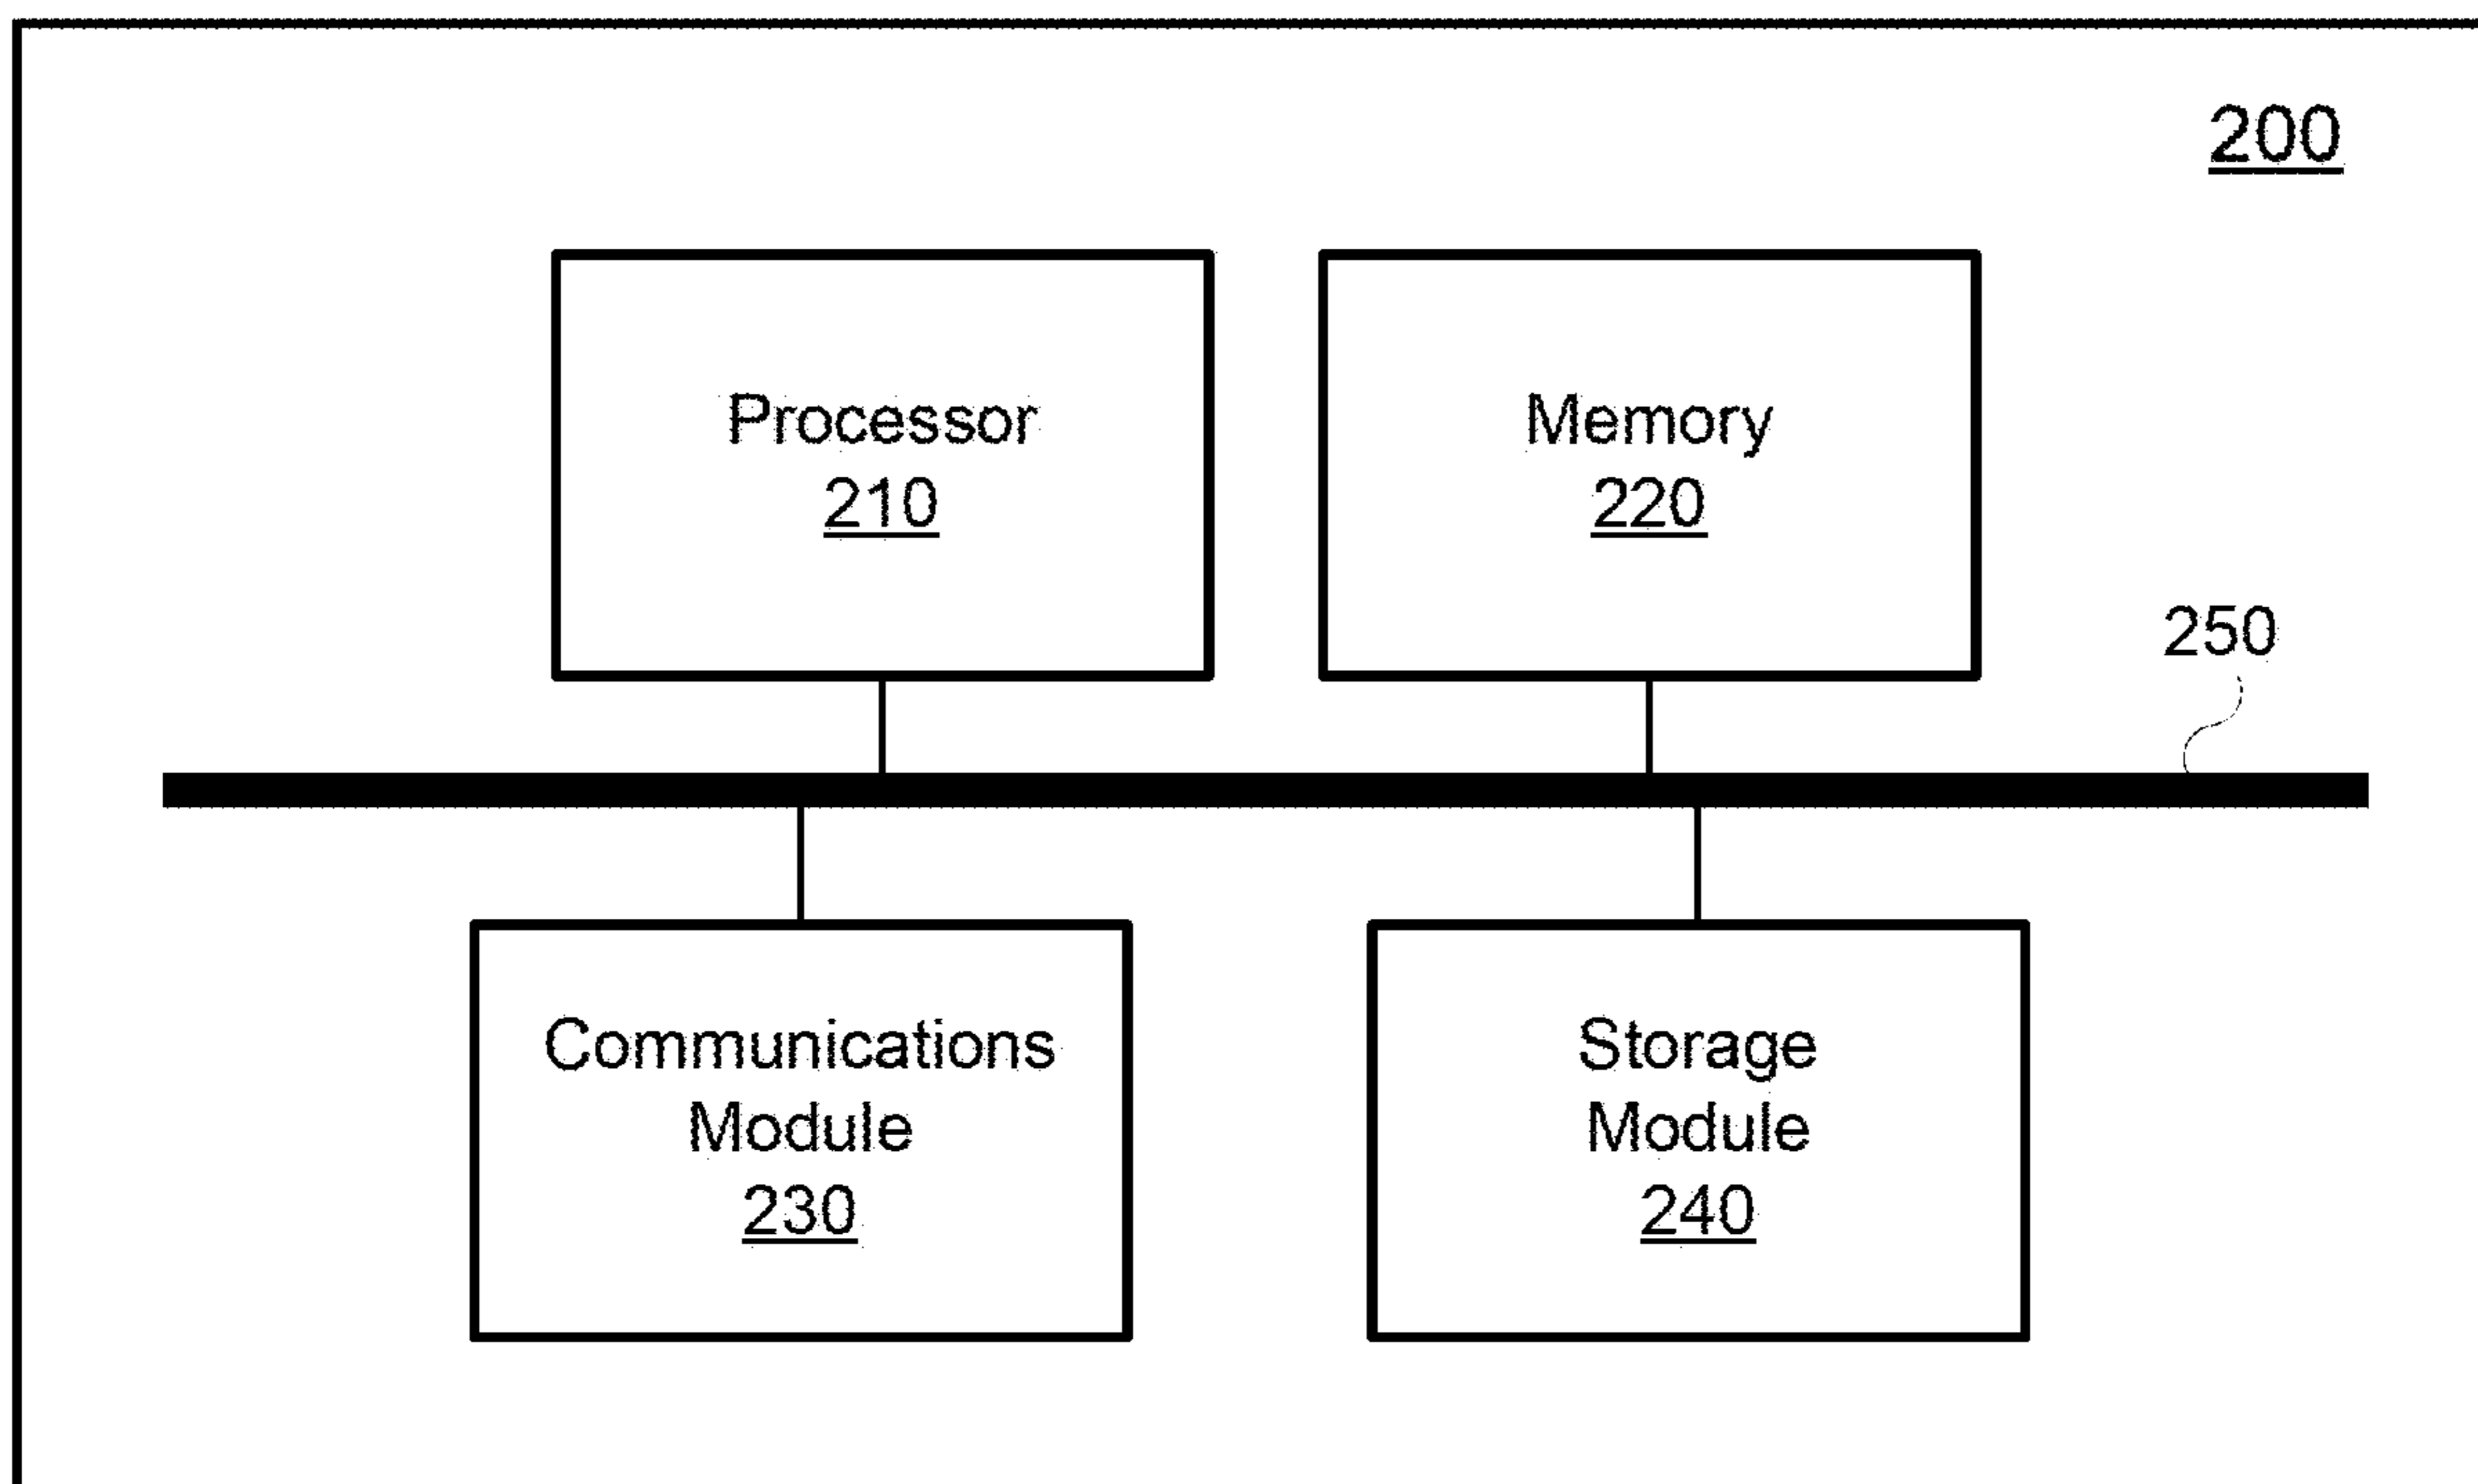 200
Processor
210
Memory
220
250
Communications
Module
230
Storage
Module
240